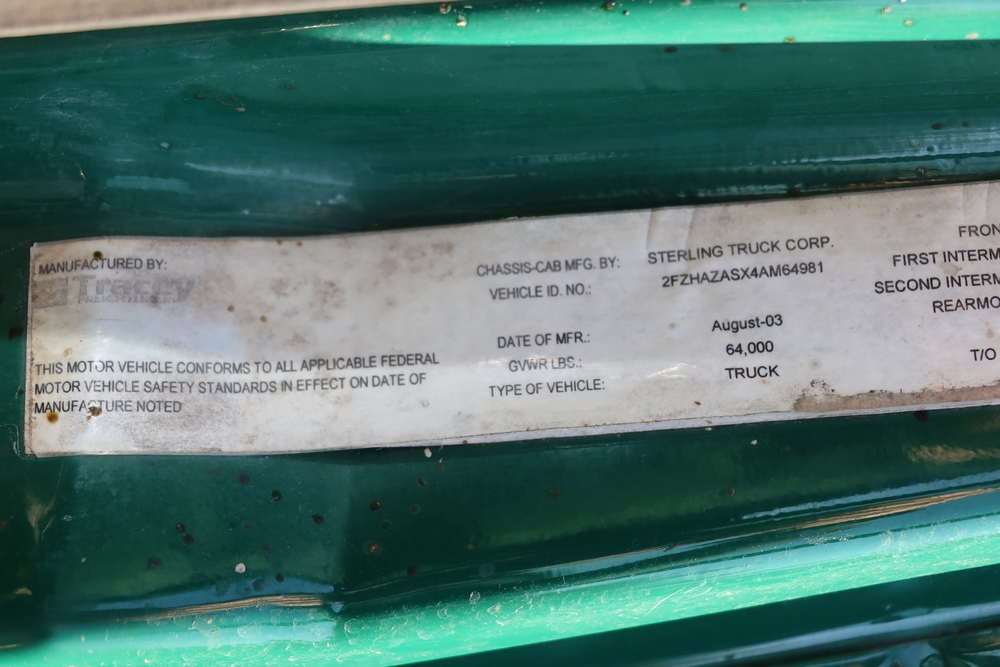 MANUFACTURED BY:
Tracey
THIS MOTOR VEHICLE CONFORMS TO ALL APPLICABLE FEDERAL
MOTOR VEHICLE SAFETY STANDARDS IN EFFECT ON DATE OF
MANUFACTURE NOTED
CHASSIS-CAB MFG. BY: STERLING TRUCK CORP.
VEHICLE ID. NO.: 2FZHAZASX4AM64981
DATE OF MFR.: August-03
GVWR LBS.: 64,000
TYPE OF VEHICLE: TRUCK
FRON
FIRST INTERM
SECOND INTERM
REARMO
T/O